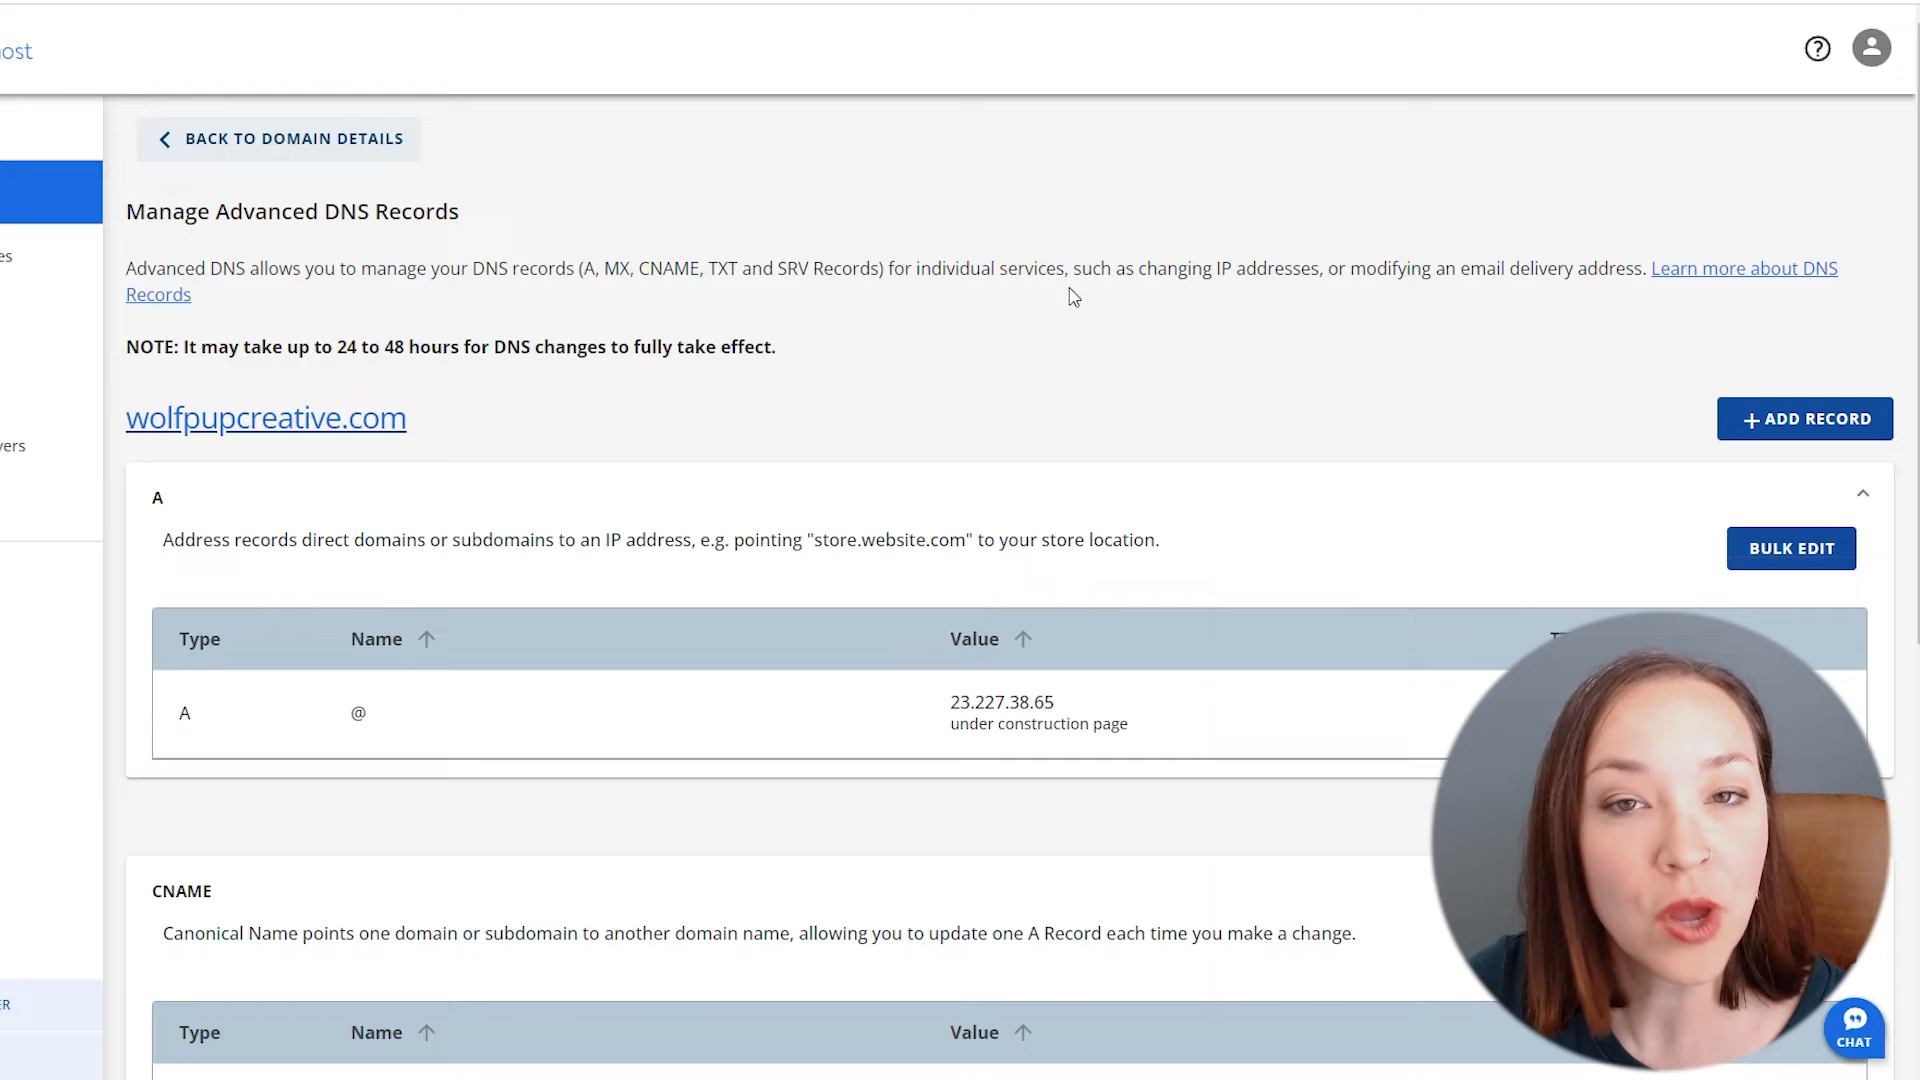 ost
BACK TO DOMAIN DETAILS
Manage Advanced DNS Records
es
Advanced DNS allows you to manage your DNS records (A, MX, CNAME, TXT and SRV Records) for individual services, such as changing IP addresses, or modifying an email delivery address. Learn more about DNS
Records
NOTE: It may take up to 24 to 48 hours for DNS changes to fully take effect.
wolfpupcreative.com
+ ADD RECORD
vers
A
Address records direct domains or subdomains to an IP address, e.g. pointing "store.website.com" to your store location.
BULK EDIT
Type Name Value
A @ 23.227.38.65
under construction page
CNAME
Canonical Name points one domain or subdomain to another domain name, allowing you to update one A Record each time you make a change.
ER
Type Name Value
CHAT